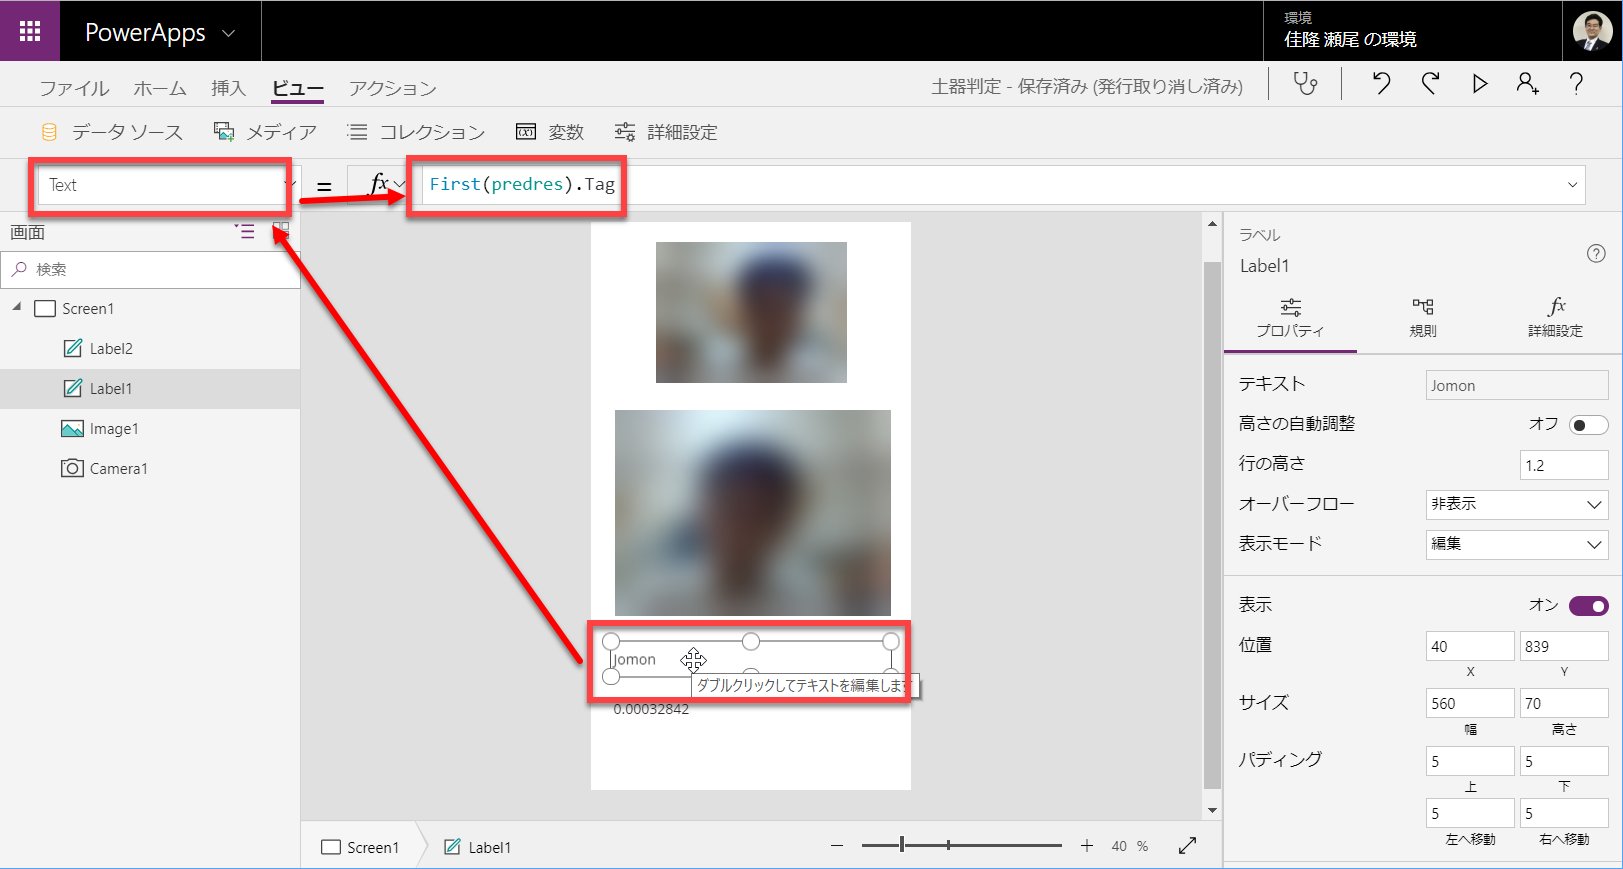 PowerApps
環境
佳隆 瀬尾 の環境
ファイル ホーム 挿入 ビュー アクション
土器判定 - 保存済み (発行取り消し済み)
データ ソース メディア コレクション 変数 詳細設定
Text = fx First(predres).Tag
画面
検索
Screen1
Label2
Label1
Image1
Camera1
Jomon
ダブルクリックしてテキストを編集します
0.00032842
Screen1 Label1
40 %
ラベル
Label1
プロパティ 規則 詳細設定
テキスト Jomon
高さの自動調整 オフ
行の高さ 1.2
オーバーフロー 非表示
表示モード 編集
表示 オン
位置 40 839
X Y
サイズ 560 70
幅 高さ
パディング 5 5
上 下
5 5
左へ移動 右へ移動